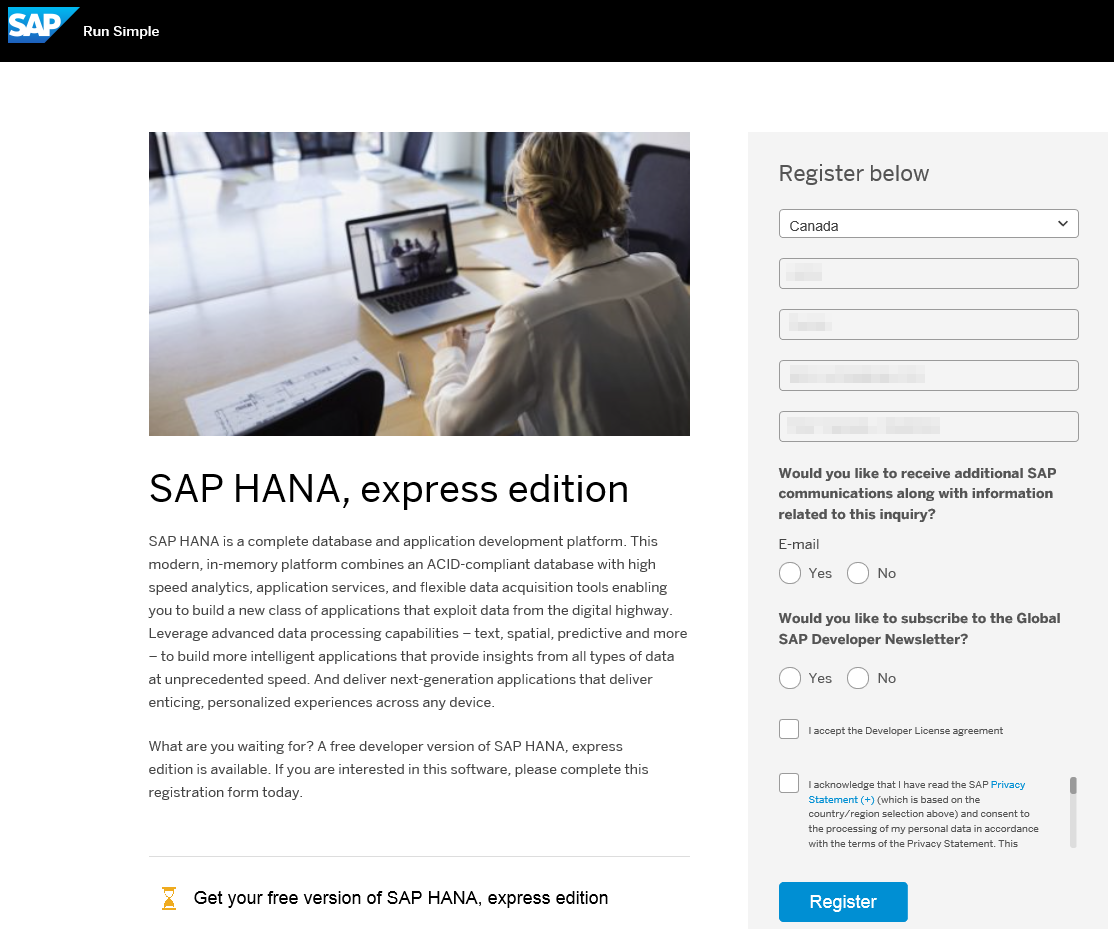 SAP
Run Simple
SAP HANA, express edition
SAP HANA is a complete database and application development platform. This
modern, in-memory platform combines an ACID-compliant database with high
speed analytics, application services, and flexible data acquisition tools enabling
you to build a new class of applications that exploit data from the digital highway.
Leverage advanced data processing capabilities – text, spatial, predictive and more
– to build more intelligent applications that provide insights from all types of data
at unprecedented speed. And deliver next-generation applications that deliver
enticing, personalized experiences across any device.
What are you waiting for? A free developer version of SAP HANA, express
edition is available. If you are interested in this software, please complete this
registration form today.
Get your free version of SAP HANA, express edition
Register below
Canada
Would you like to receive additional SAP
communications along with information
related to this inquiry?
E-mail
Yes No
Would you like to subscribe to the Global
SAP Developer Newsletter?
Yes No
I accept the Developer License agreement
I acknowledge that I have read the SAP Privacy
Statement (+) (which is based on the
country/region selection above) and consent to
the processing of my personal data in accordance
with the terms of the Privacy Statement. This
Register